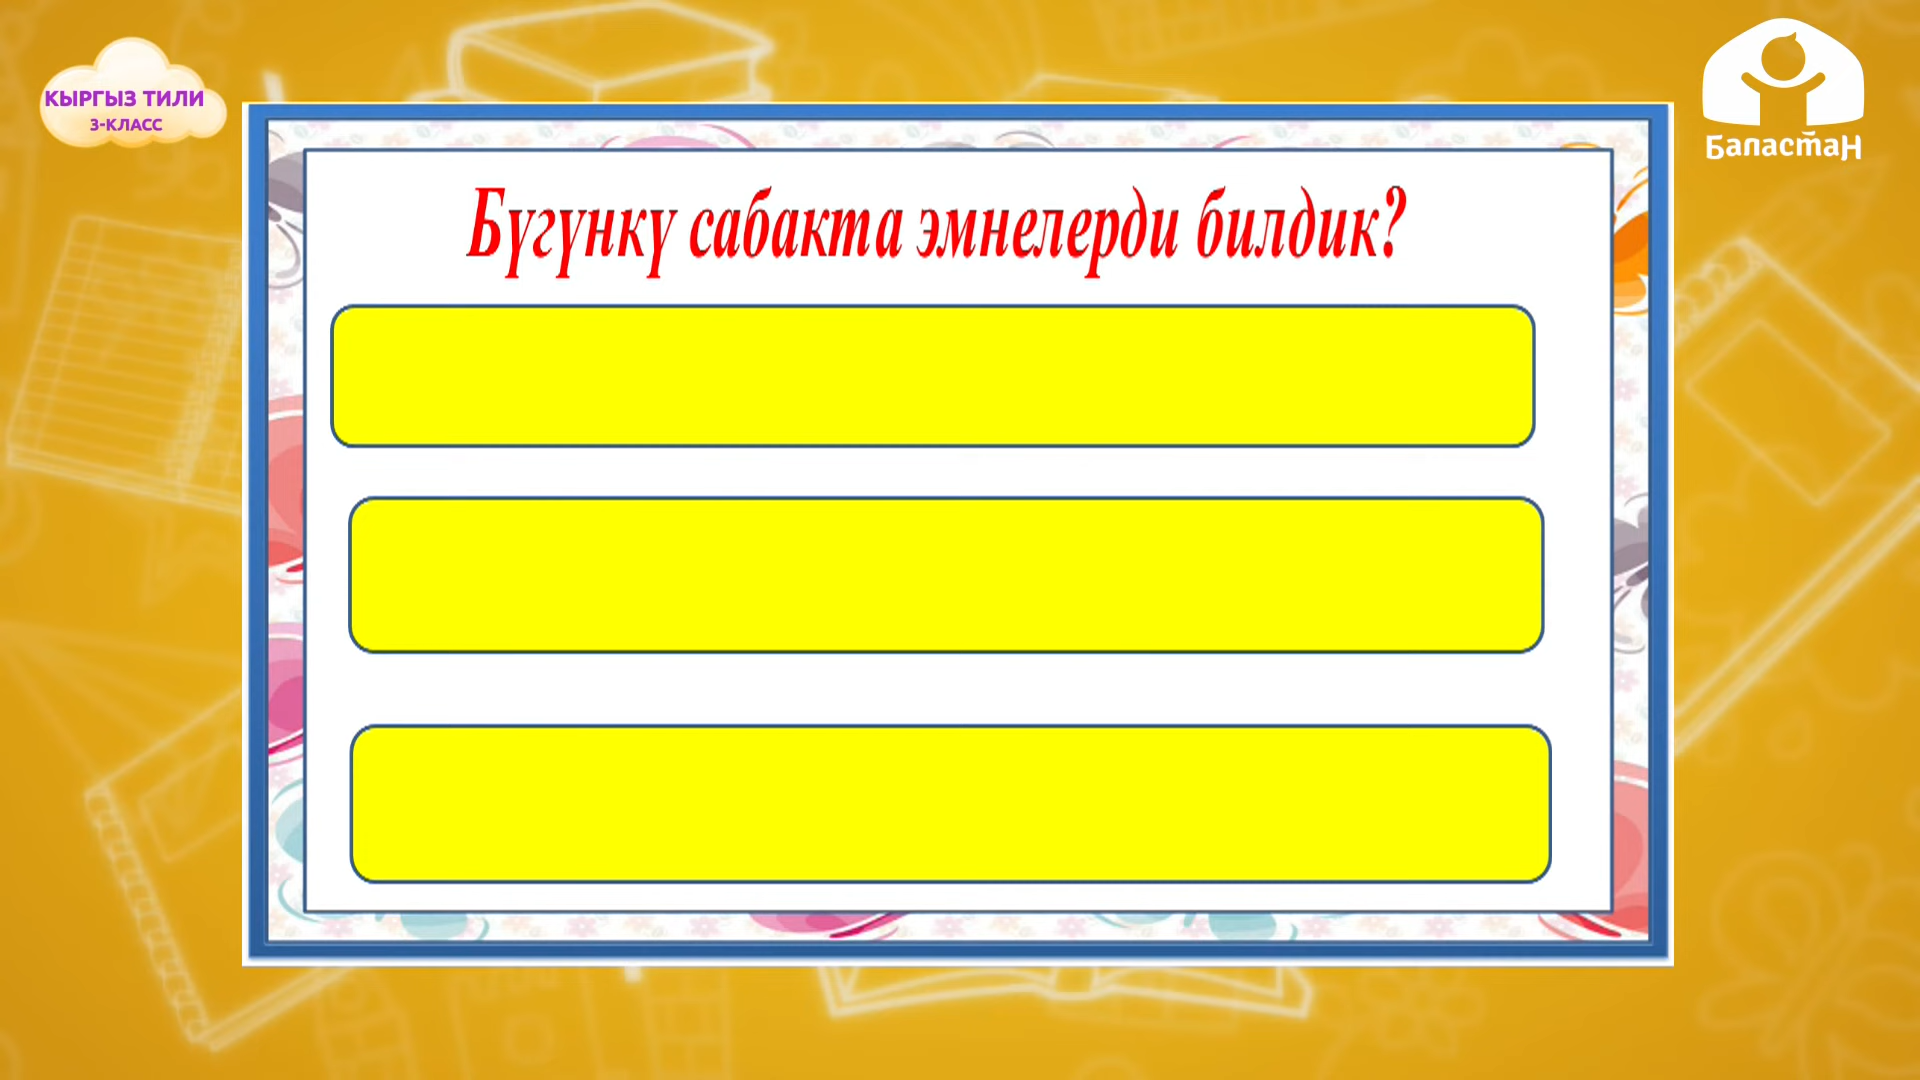 КЫРГЫЗ ТИЛИ
3-КЛАСС
Баластан
Бүгүнкү сабакта эмнелерди билдик?